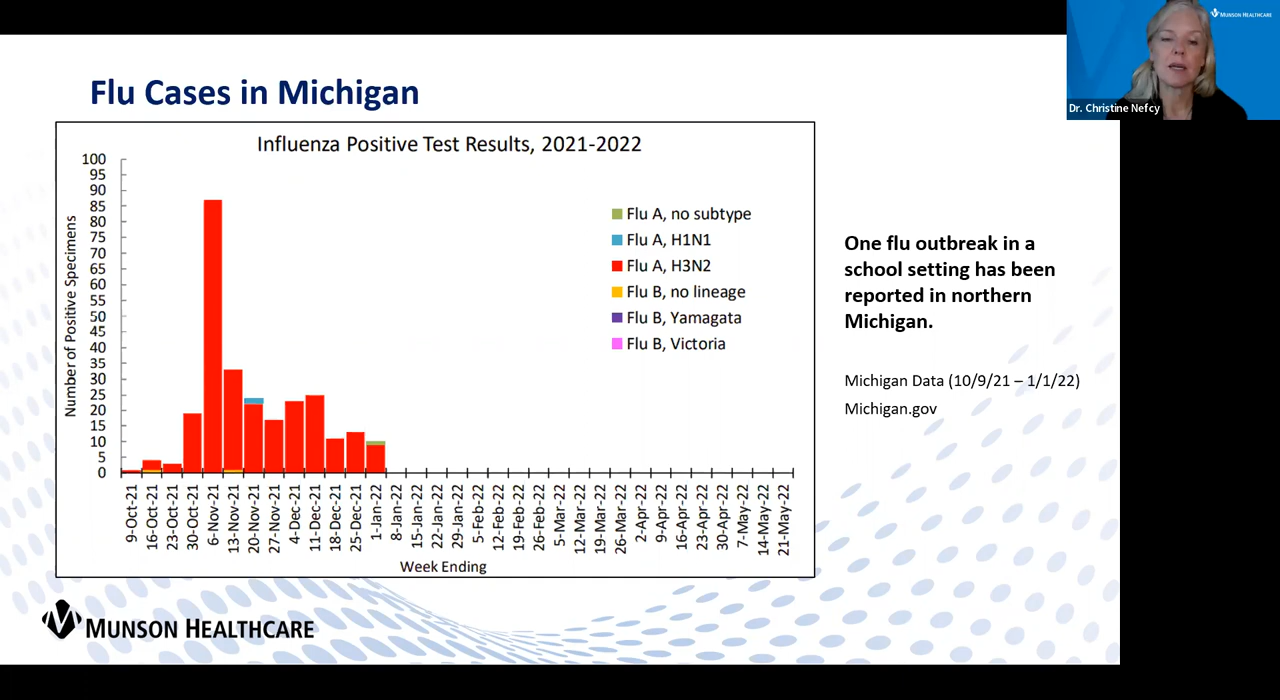 MUNSON HEALTHCARE
Dr. Christine Nefcy
Flu Cases in Michigan
Influenza Positive Test Results, 2021-2022
Number of Positive Specimens
100
95
90
85
80
75
70
65
60
55
50
45
40
35
30
25
20
15
10
5
0
Flu A, no subtype
Flu A, H1N1
Flu A, H3N2
Flu B, no lineage
Flu B, Yamagata
Flu B, Victoria
9-Oct-21
16-Oct-21
23-Oct-21
30-Oct-21
6-Nov-21
13-Nov-21
20-Nov-21
27-Nov-21
4-Dec-21
11-Dec-21
18-Dec-21
25-Dec-21
1-Jan-22
8-Jan-22
15-Jan-22
22-Jan-22
29-Jan-22
5-Feb-22
12-Feb-22
19-Feb-22
26-Feb-22
5-Mar-22
12-Mar-22
19-Mar-22
26-Mar-22
2-Apr-22
9-Apr-22
16-Apr-22
23-Apr-22
30-Apr-22
7-May-22
14-May-22
21-May-22
Week Ending
One flu outbreak in a
school setting has been
reported in northern
Michigan.
Michigan Data (10/9/21 – 1/1/22)
Michigan.gov
MUNSON HEALTHCARE